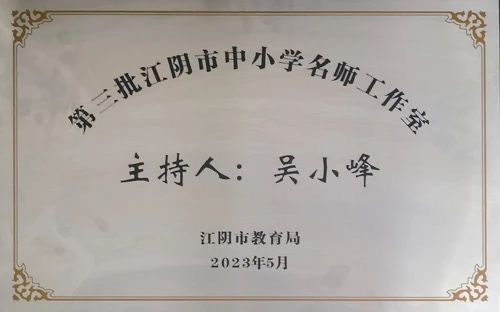 第三批江阴市中小学名师工作室
主持人：吴小峰
江阴市教育局
2023年5月